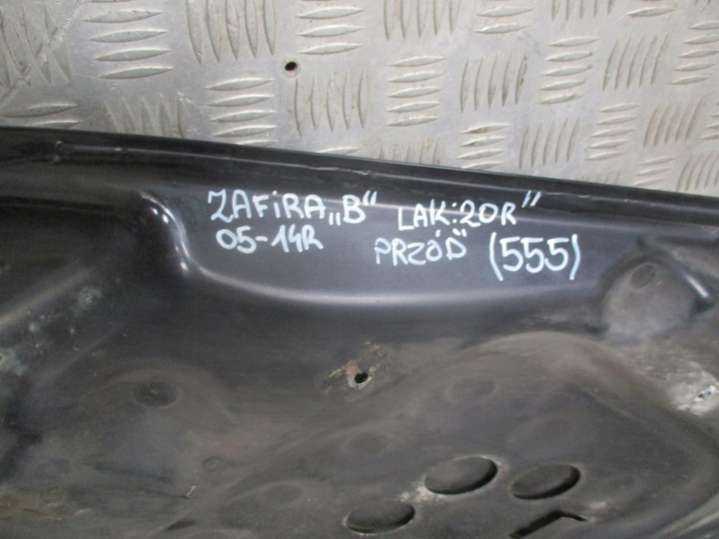 ZAFIRA „B" LAK: 20R"
05-14R PRZÓD" (555)